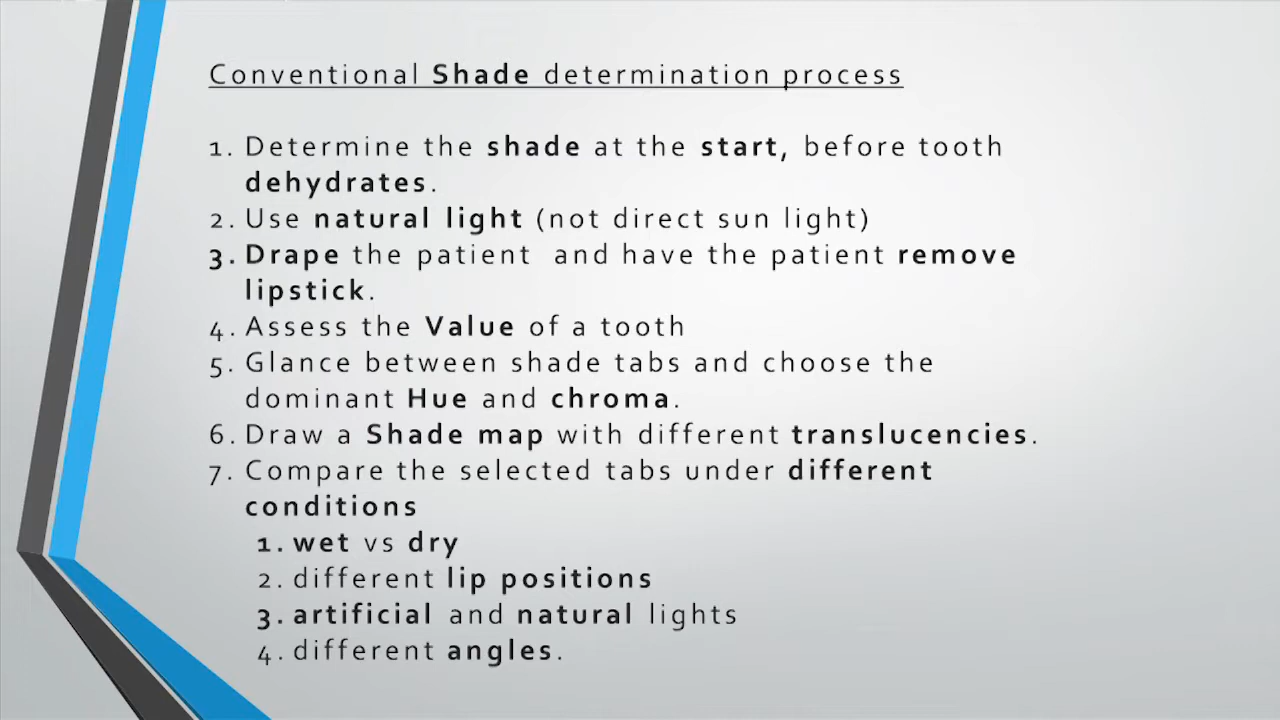 Conventional Shade determination process
1. Determine the shade at the start, before tooth
dehydrates.
2. Use natural light (not direct sun light)
3. Drape the patient  and have the patient remove
lipstick.
4. Assess the Value of a tooth
5. Glance between shade tabs and choose the
dominant Hue and chroma.
6. Draw a Shade map with different translucencies.
7. Compare the selected tabs under different
conditions
1. wet vs dry
2. different lip positions
3. artificial and natural lights
4. different angles.